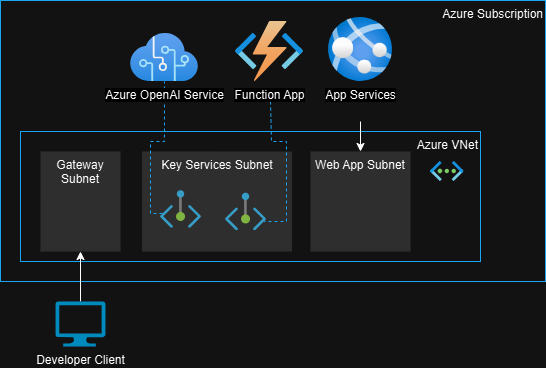 Azure Subscription
Azure OpenAI Service
Function App
App Services
Azure VNet
Gateway
Subnet
Key Services Subnet
Web App Subnet
Developer Client